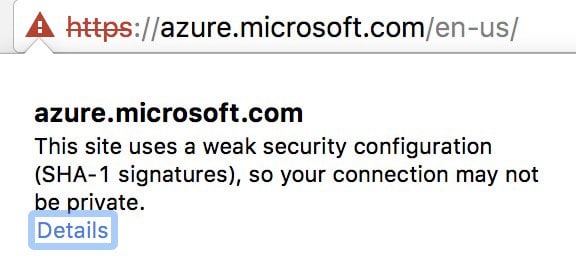 https://azure.microsoft.com/en-us/
azure.microsoft.com
This site uses a weak security configuration
(SHA-1 signatures), so your connection may not
be private.
Details